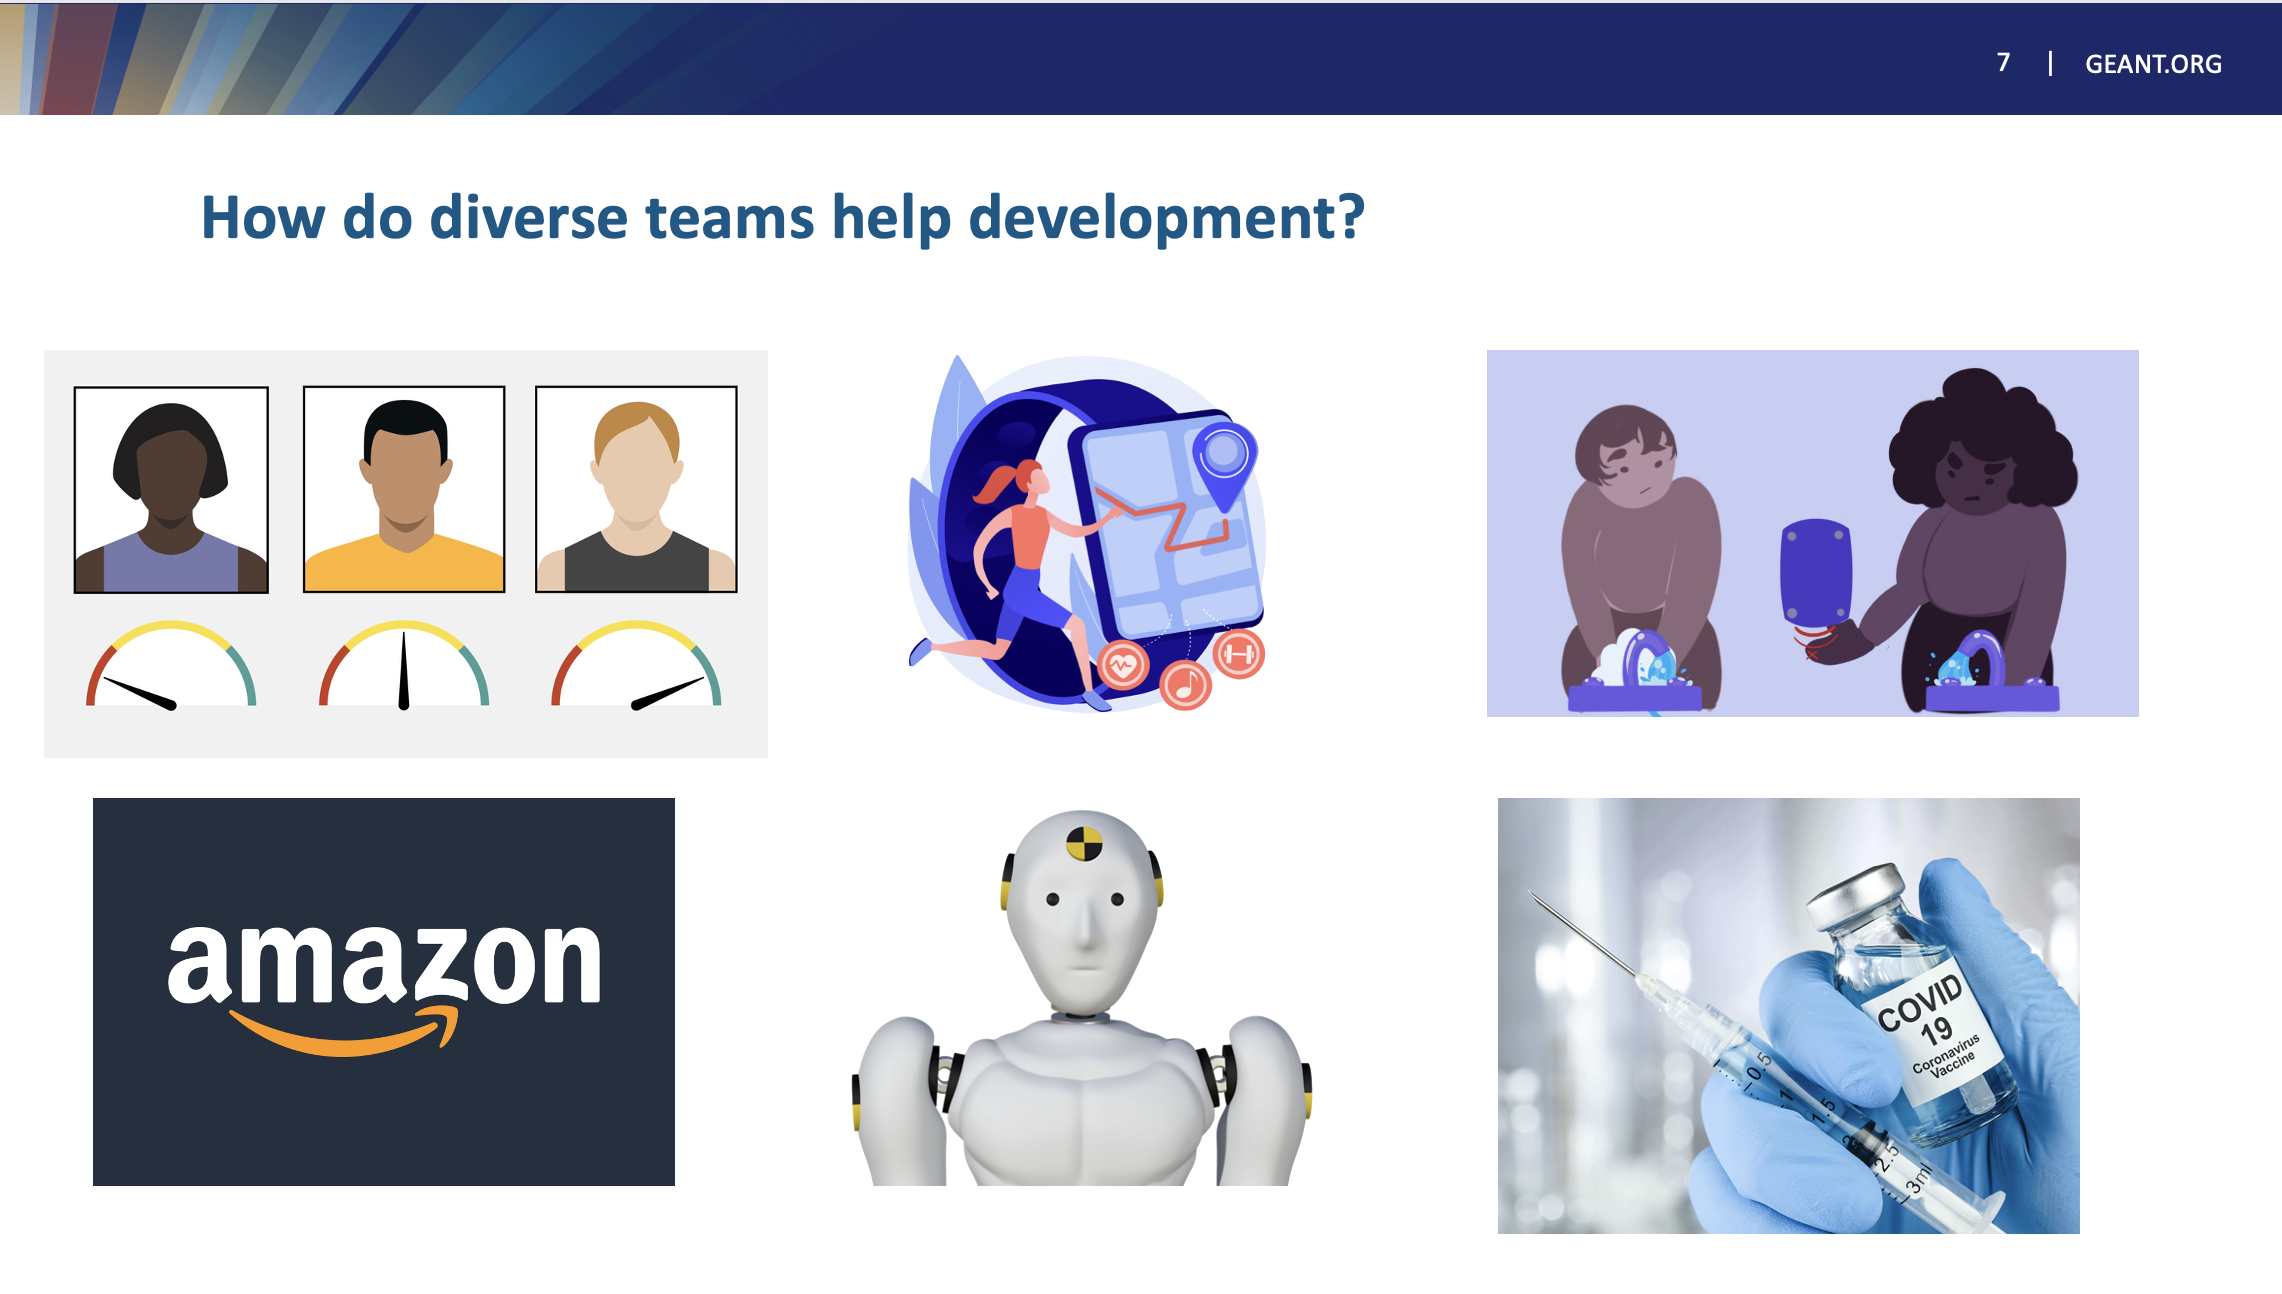 7 | GEANT.ORG
How do diverse teams help development?
amazon
COVID
19
Coronavirus
Vaccine
0.5
1
1.5
2
2.5
3ml